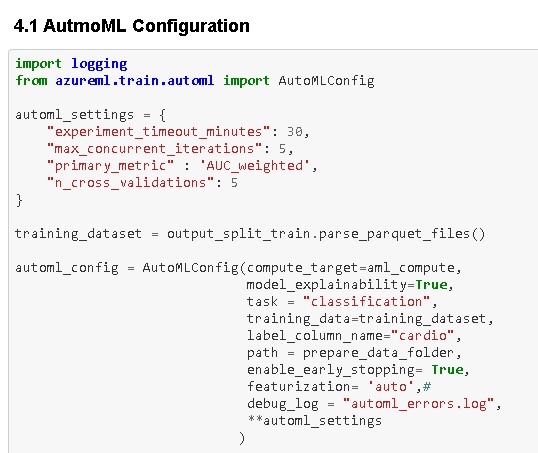 4.1 AutmoML Configuration
import logging
from azureml.train.automl import AutoMLConfig
automl_settings = {
    "experiment_timeout_minutes": 30,
    "max_concurrent_iterations": 5,
    "primary_metric" : 'AUC_weighted',
    "n_cross_validations": 5
}
training_dataset = output_split_train.parse_parquet_files()
automl_config = AutoMLConfig(compute_target=aml_compute,
                             model_explainability=True,
                             task = "classification",
                             training_data=training_dataset,
                             label_column_name="cardio",
                             path = prepare_data_folder,
                             enable_early_stopping= True,
                             featurization= 'auto',#
                             debug_log = "automl_errors.log",
                             **automl_settings
                            )